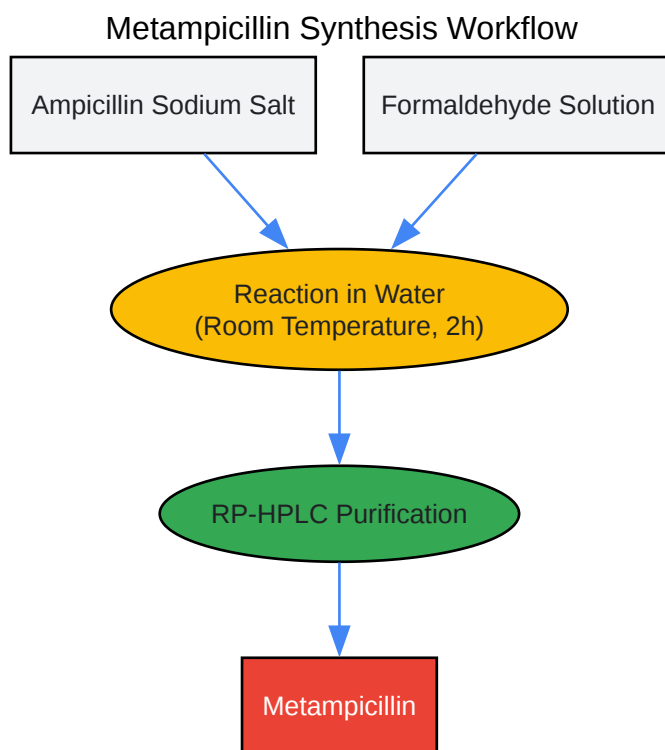 Metampicillin Synthesis Workflow
Ampicillin Sodium Salt
Formaldehyde Solution
Reaction in Water
(Room Temperature, 2h)
RP-HPLC Purification
Metampicillin